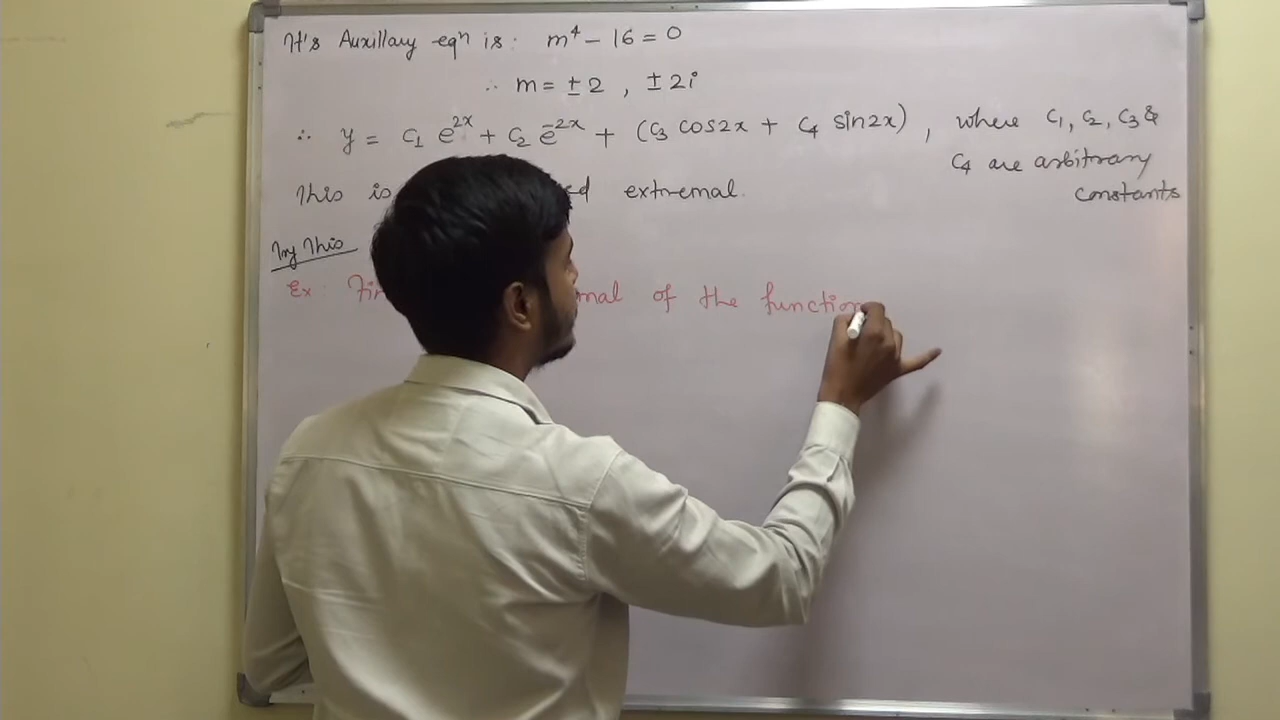 It's Auxillary eqⁿ is: m⁴ - 16 = 0
∴ m = ± 2 , ± 2i
∴ y = c₁ e²ˣ + c₂ e⁻²ˣ + (c₃ cos2x + c₄ sin2x) , where c₁, c₂, c₃ &
c₄ are arbitrary
constants
This is ed extremal.
Try This
Ex: mal of the function